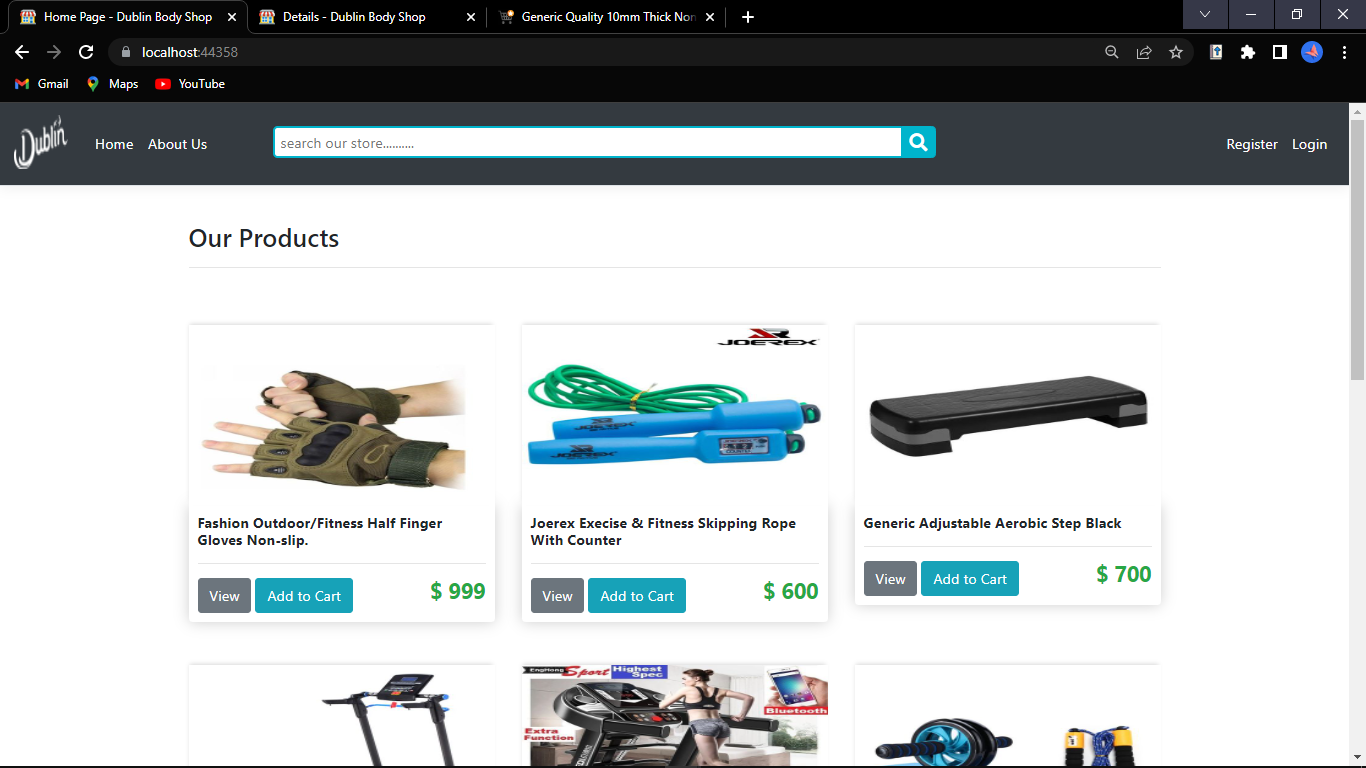 Home Page - Dublin Body Shop
Details - Dublin Body Shop
Generic Quality 10mm Thick Non
localhost:44358
Gmail
Maps
YouTube
Dublin
Home
About Us
search our store..........
Register
Login
Our Products
JOEREX
JOEREX
JOEREX
Fashion Outdoor/Fitness Half Finger
Gloves Non-slip.
View
Add to Cart
$ 999
Joerex Execise & Fitness Skipping Rope
With Counter
View
Add to Cart
$ 600
Generic Adjustable Aerobic Step Black
View
Add to Cart
$ 700
EngHong Sport Highest
Spec
Bluetooth
Extra
Function